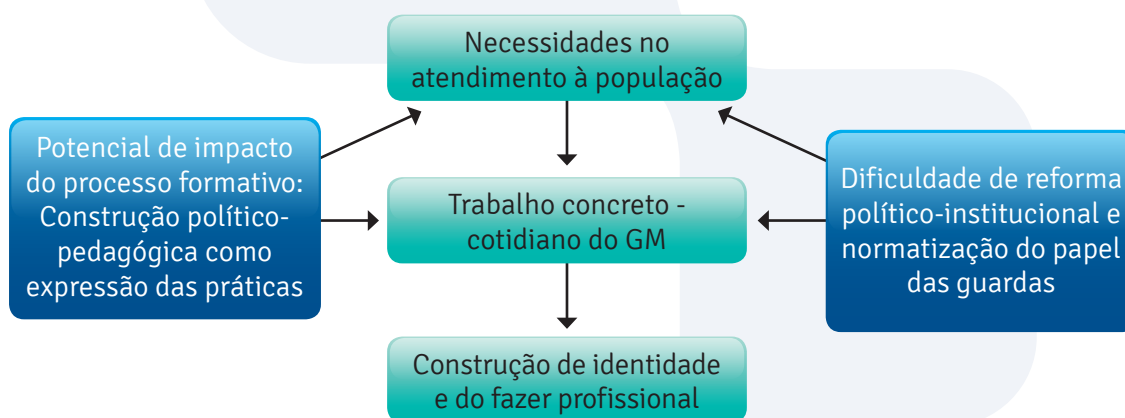 Necessidades no
atendimento à população
Potencial de impacto
do processo formativo:
Construção político-
pedagógica como
expressão das práticas
Trabalho concreto -
cotidiano do GM
Dificuldade de reforma
político-institucional e
normatização do papel
das guardas
Construção de identidade
e do fazer profissional